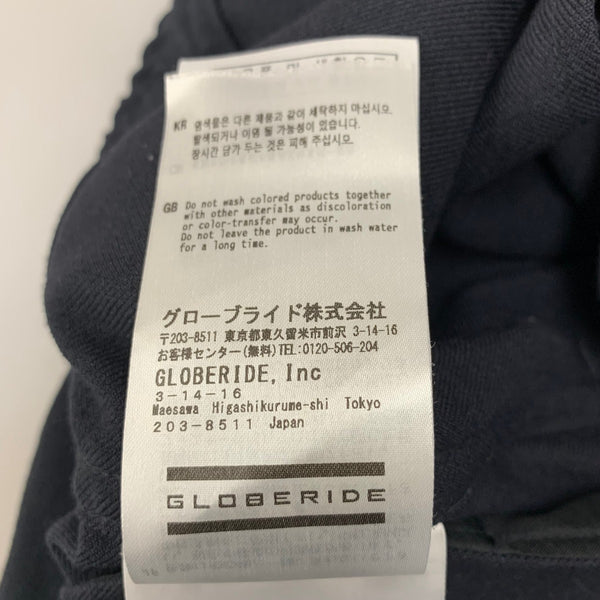 KR 염색물은 다른 제품과 같이 세탁하지 마십시오
탈색되거나 이염 될 가능성이 있습니다.
장시간 담가 두는 것은 피해 주십시오
GB Do not wash colored products together
with other materials as discoloration
or color-transfer may occur.
Do not leave the product in wash water
for a long time.
グローブライド株式会社
〒203-8511 東京都東久留米市前沢 3-14-16
お客様センター(無料)TEL:0120-506-204
GLOBERIDE, Inc
3-14-16
Maesawa Higashikurume-shi Tokyo
203-8511 Japan
GLOBERIDE